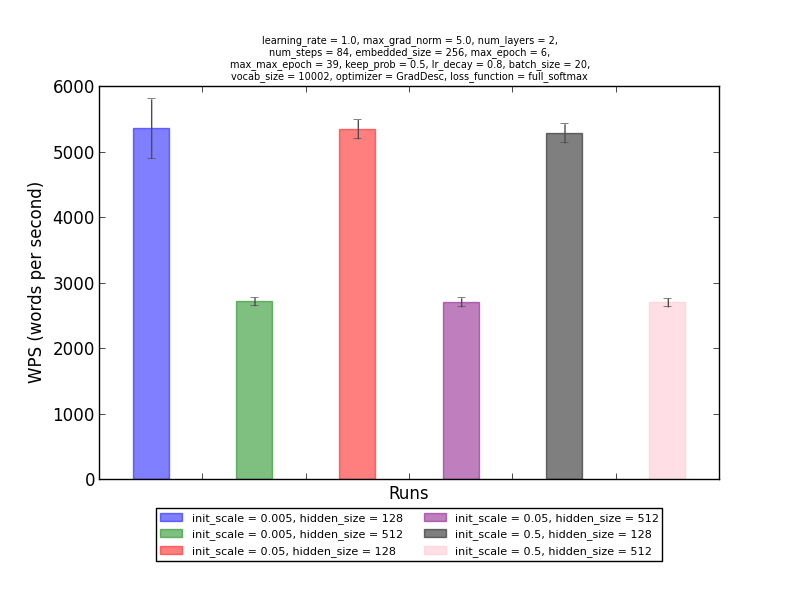 learning_rate = 1.0, max_grad_norm = 5.0, num_layers = 2,
num_steps = 84, embedded_size = 256, max_epoch = 6,
max_max_epoch = 39, keep_prob = 0.5, lr_decay = 0.8, batch_size = 20,
vocab_size = 10002, optimizer = GradDesc, loss_function = full_softmax
6000
5000
4000
3000
2000
1000
0
WPS (words per second)
Runs
init_scale = 0.005, hidden_size = 128
init_scale = 0.005, hidden_size = 512
init_scale = 0.05, hidden_size = 128
init_scale = 0.05, hidden_size = 512
init_scale = 0.5, hidden_size = 128
init_scale = 0.5, hidden_size = 512